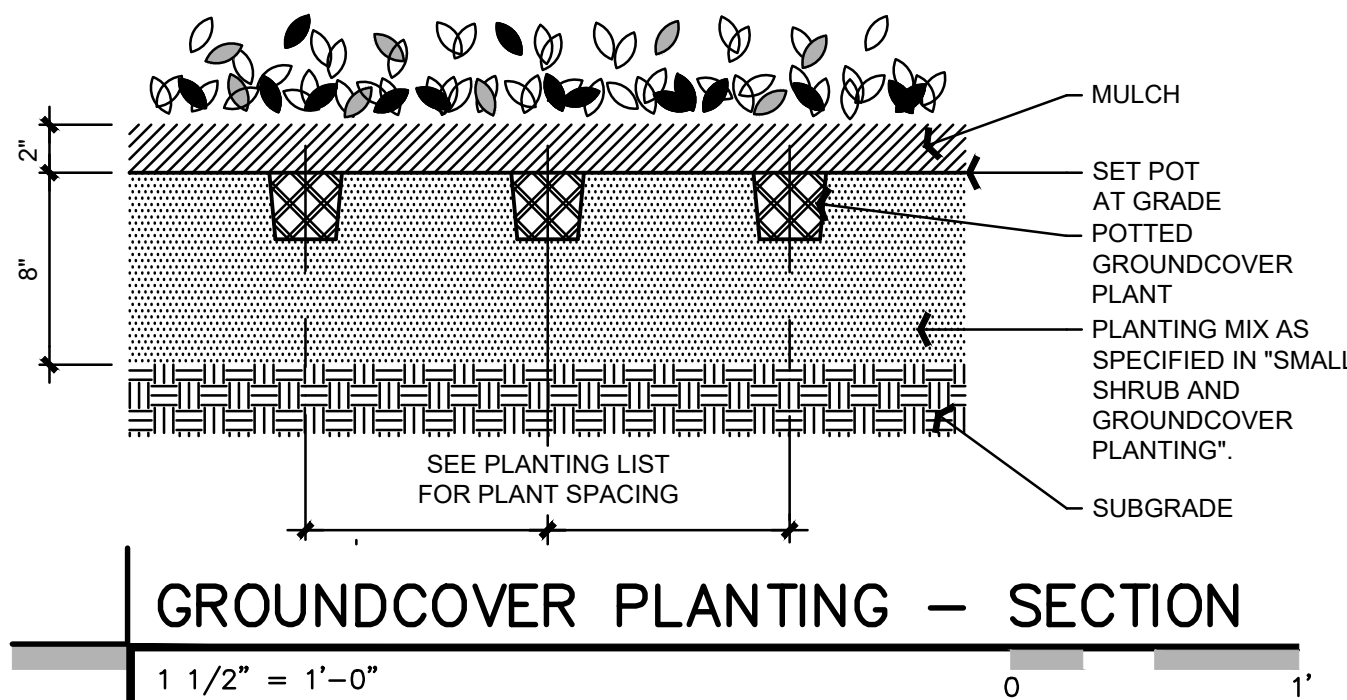 2"
8"
MULCH
SET POT
AT GRADE
POTTED
GROUNDCOVER
PLANT
PLANTING MIX AS
SPECIFIED IN "SMALL
SHRUB AND
GROUNDCOVER
PLANTING".
SUBGRADE
SEE PLANTING LIST
FOR PLANT SPACING
GROUNDCOVER PLANTING – SECTION
1 1/2" = 1'-0"
0 1'